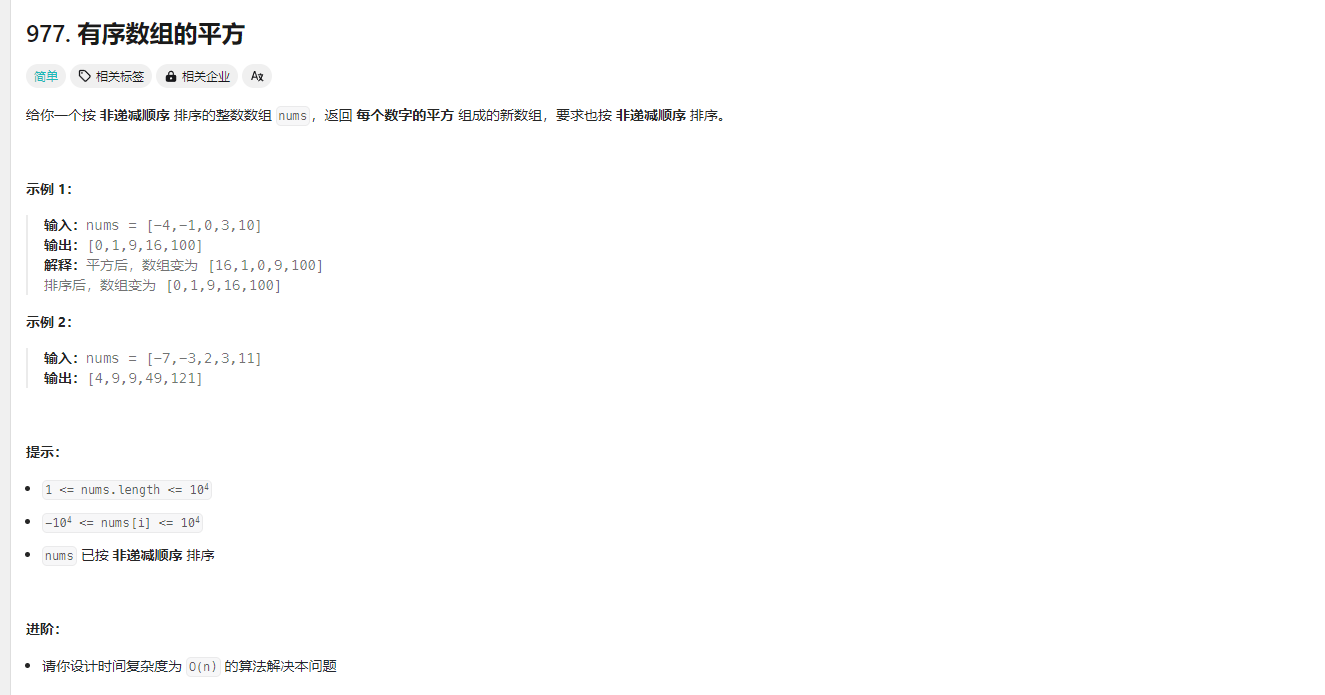 977. 有序数组的平方
简单 相关标签 相关企业 Aあ
给你一个按 非递减顺序 排序的整数数组 nums，返回 每个数字的平方 组成的新数组，要求也按 非递减顺序 排序。
示例 1：
输入：nums = [-4,-1,0,3,10]
输出：[0,1,9,16,100]
解释：平方后，数组变为 [16,1,0,9,100]
排序后，数组变为 [0,1,9,16,100]
示例 2：
输入：nums = [-7,-3,2,3,11]
输出：[4,9,9,49,121]
提示：
1 <= nums.length <= 10⁴
-10⁴ <= nums[i] <= 10⁴
nums 已按 非递减顺序 排序
进阶：
请你设计时间复杂度为 O(n) 的算法解决本问题